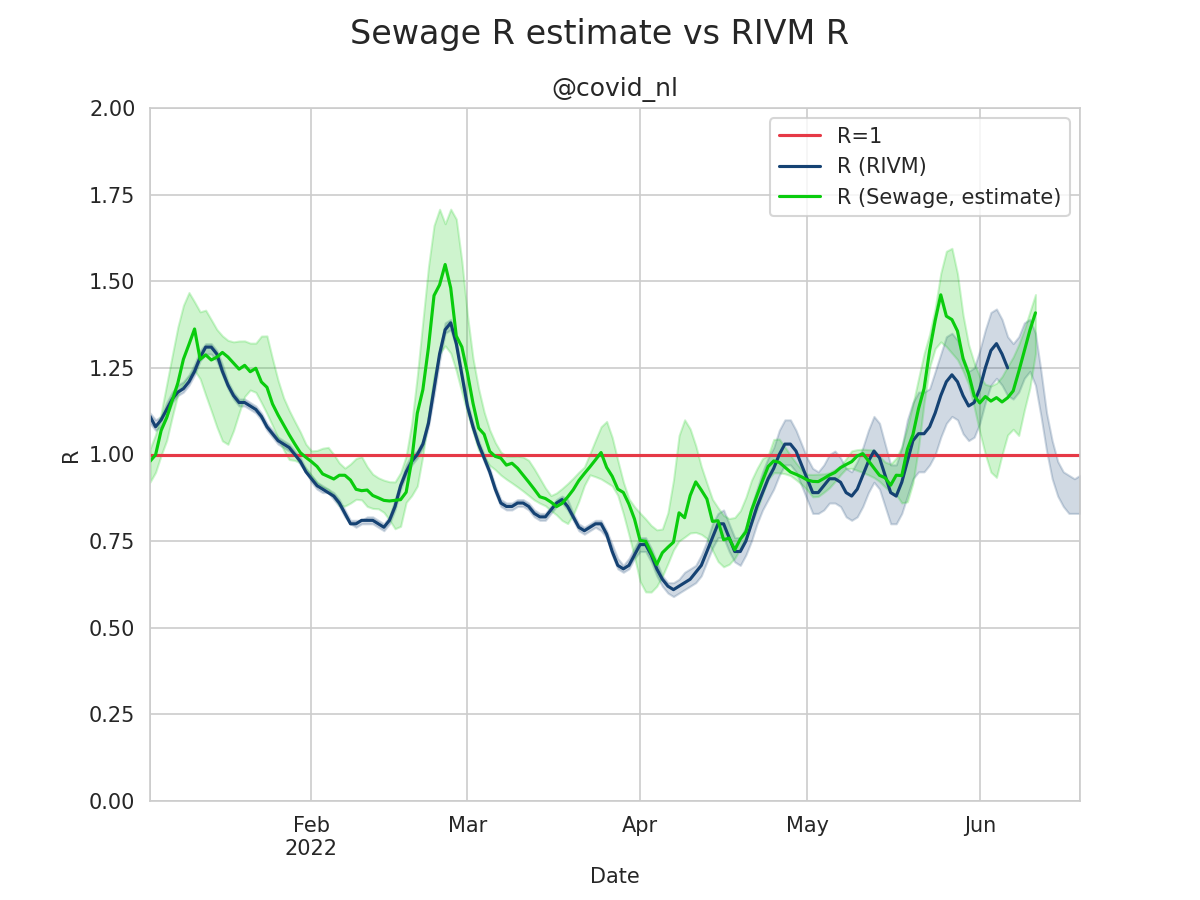 Sewage R estimate vs RIVM R
@covid_nl
2.00
1.75
1.50
1.25
1.00
0.75
0.50
0.25
0.00
R
R=1
R (RIVM)
R (Sewage, estimate)
Feb
2022
Mar
Apr
May
Jun
Date